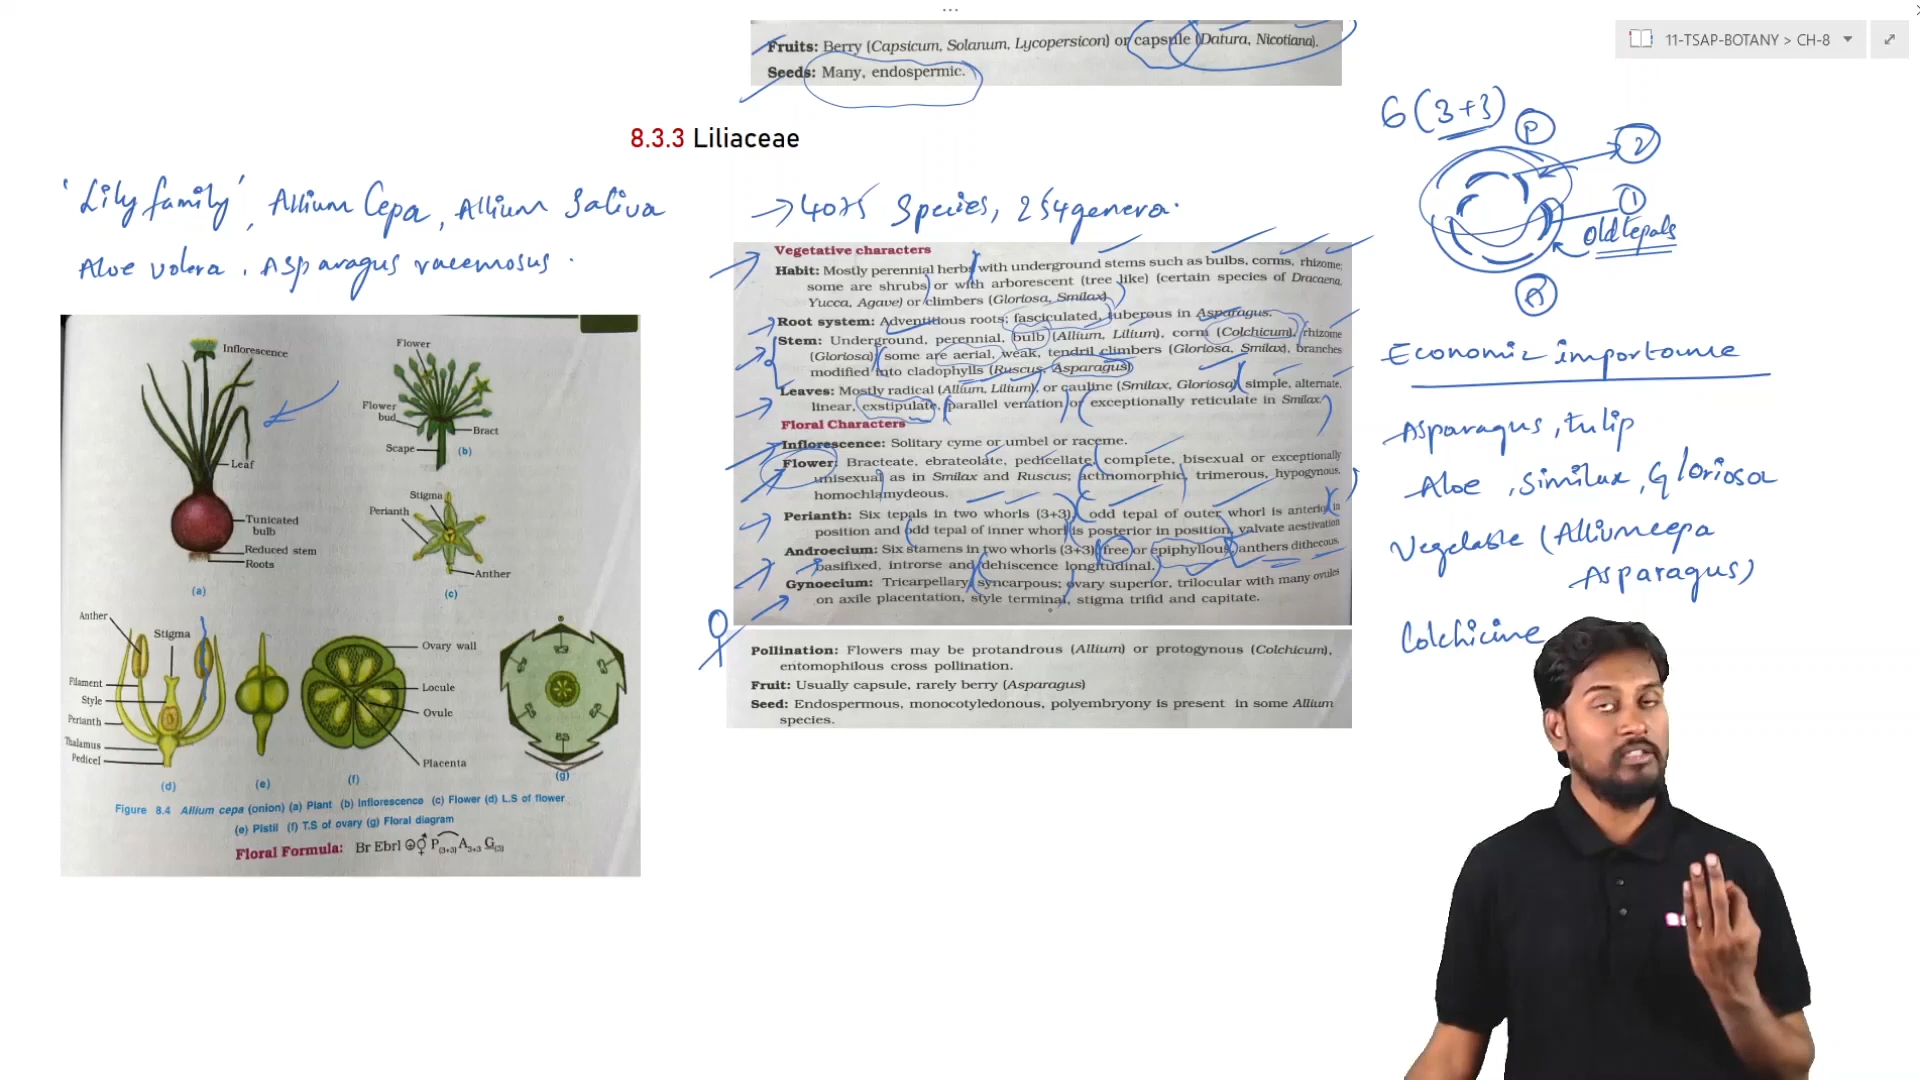 ...
Fruits: Berry (Capsicum, Solanum, Lycopersicon) or capsule (Datura, Nicotiana).
Seeds: Many, endospermic.
11-TSAP-BOTANY > CH-8
8.3.3 Liliaceae
'Lily family', Allium Cepa, Allium Sativa
Aloe volera, Asparagus racemosus.
→ 4075 Species, 254 genera.
Vegetative characters
Habit: Mostly perennial herbs with underground stems such as bulbs, corms, rhizome,
some are shrubs or with arborescent (tree like) (certain species of Dracaena,
Yucca, Agave) or climbers (Gloriosa, Smilax)
Root system: Adventitious roots; fasciculated, tuberous in Asparagus.
Stem: Underground, perennial, bulb (Allium, Lilium), corm (Colchicum), rhizome
(Gloriosa) some are aerial, weak, tendril climbers (Gloriosa, Smilax), branches
modified into cladophylls (Ruscus, Asparagus)
Leaves: Mostly radical (Allium, Lilium), or cauline (Smilax, Gloriosa) simple, alternate,
linear, exstipulate, parallel venation or exceptionally reticulate in Smilax.
Floral Characters
Inflorescence: Solitary cyme or umbel or raceme.
Flower: Bracteate, ebrateolate, pedicellate, complete, bisexual or exceptionally
unisexual as in Smilax and Ruscus; actinomorphic, trimerous, hypogynous,
homochlamydeous.
Perianth: Six tepals in two whorls (3+3), odd tepal of outer whorl is anterior in
position and odd tepal of inner whorl is posterior in position, valvate aestivation
Androecium: Six stamens in two whorls (3+3) free or epiphyllous, anthers dithecous,
basifixed, introrse and dehiscence longitudinal.
Gynoecium: Tricarpellary, syncarpous; ovary superior, trilocular with many ovules
on axile placentation, style terminal, stigma trifid and capitate.
Pollination: Flowers may be protandrous (Allium) or protogynous (Colchicum),
entomophilous cross pollination.
Fruit: Usually capsule, rarely berry (Asparagus)
Seed: Endospermous, monocotyledonous, polyembryony is present in some Allium
species.
Inflorescence
Leaf
Tunicated
bulb
Reduced stem
Roots
(a)
Flower
Flower
bud
Bract
Scape
(b)
Stigma
Perianth
Anther
(c)
Anther
Stigma
Filament
Style
Perianth
Thalamus
Pedicel
(d)
(e)
Ovary wall
Locule
Ovule
Placenta
(f)
(g)
Figure 8.4 Allium cepa (onion) (a) Plant (b) Inflorescence (c) Flower (d) L.S of flower
(e) Pistil (f) T.S of ovary (g) Floral diagram
Floral Formula: Br Ebrl ⊕ ⚥ P(3+3) A3+3 G(3)
6 (3+3)
P
2
1
Old tepals
A
Economic importance
Asparagus, tulip
Aloe, Similax, Gloriosa
Vegetable (Allium cepa
Asparagus)
Colchicine